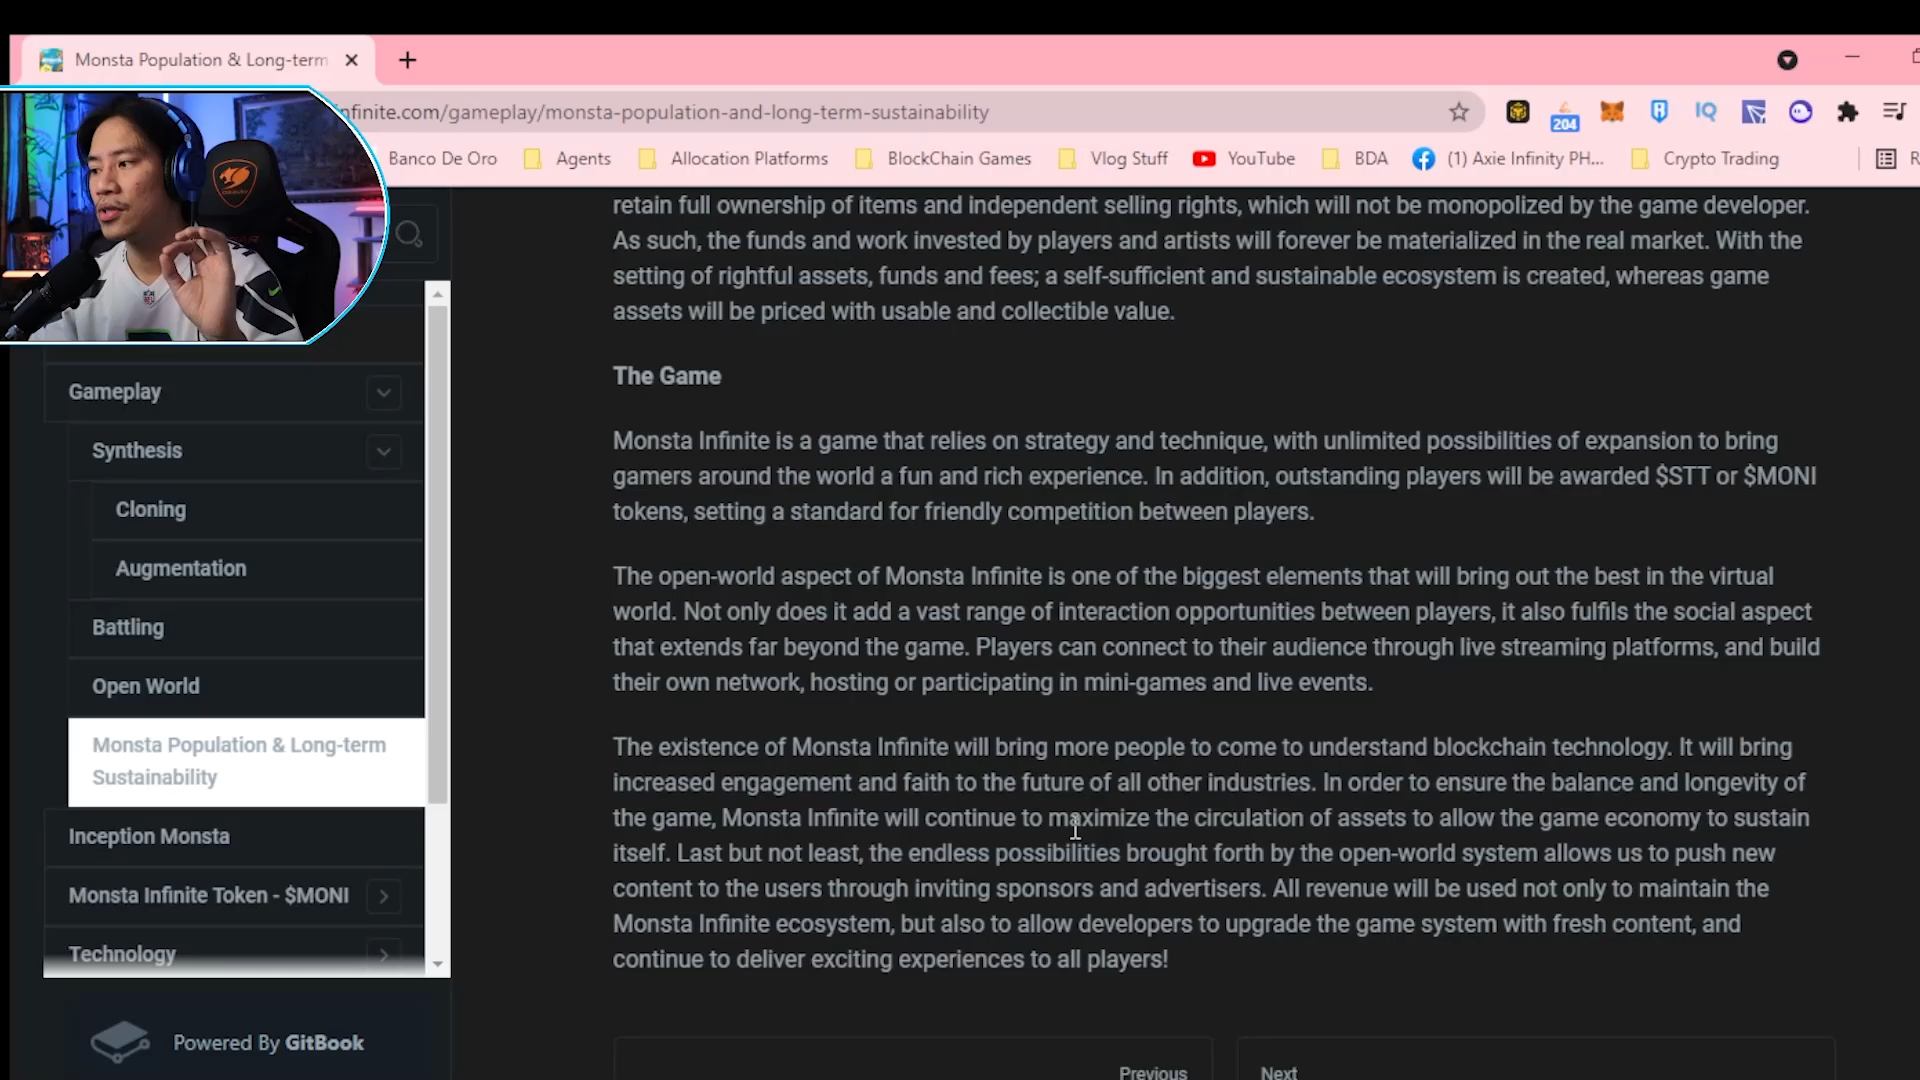 Monsta Population & Long-term
nfinite.com/gameplay/monsta-population-and-long-term-sustainability
204
IQ
Banco De Oro
Agents
Allocation Platforms
BlockChain Games
Vlog Stuff
YouTube
BDA
(1) Axie Infinity PH...
Crypto Trading
R
retain full ownership of items and independent selling rights, which will not be monopolized by the game developer.
As such, the funds and work invested by players and artists will forever be materialized in the real market. With the
setting of rightful assets, funds and fees; a self-sufficient and sustainable ecosystem is created, whereas game
assets will be priced with usable and collectible value.
The Game
Monsta Infinite is a game that relies on strategy and technique, with unlimited possibilities of expansion to bring
gamers around the world a fun and rich experience. In addition, outstanding players will be awarded $STT or $MONI
tokens, setting a standard for friendly competition between players.
The open-world aspect of Monsta Infinite is one of the biggest elements that will bring out the best in the virtual
world. Not only does it add a vast range of interaction opportunities between players, it also fulfils the social aspect
that extends far beyond the game. Players can connect to their audience through live streaming platforms, and build
their own network, hosting or participating in mini-games and live events.
The existence of Monsta Infinite will bring more people to come to understand blockchain technology. It will bring
increased engagement and faith to the future of all other industries. In order to ensure the balance and longevity of
the game, Monsta Infinite will continue to maximize the circulation of assets to allow the game economy to sustain
itself. Last but not least, the endless possibilities brought forth by the open-world system allows us to push new
content to the users through inviting sponsors and advertisers. All revenue will be used not only to maintain the
Monsta Infinite ecosystem, but also to allow developers to upgrade the game system with fresh content, and
continue to deliver exciting experiences to all players!
Previous
Next
Gameplay
Synthesis
Cloning
Augmentation
Battling
Open World
Monsta Population & Long-term
Sustainability
Inception Monsta
Monsta Infinite Token - $MONI
Technology
Powered By GitBook